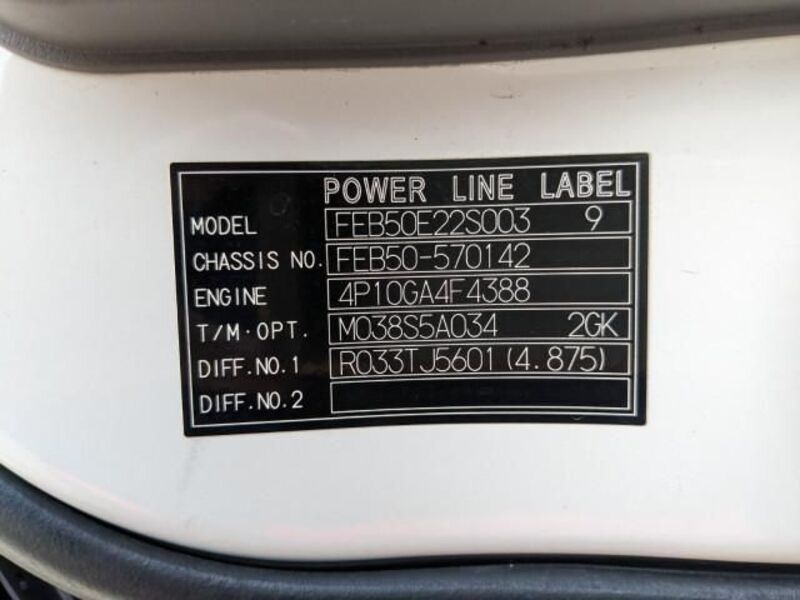 POWER LINE LABEL
MODEL FEB50E22S003 9
CHASSIS NO. FEB50-570142
ENGINE 4P10GA4F4388
T/M·OPT. M038S5A034 2GK
DIFF.NO.1 R033TJ5601(4.875)
DIFF.NO.2